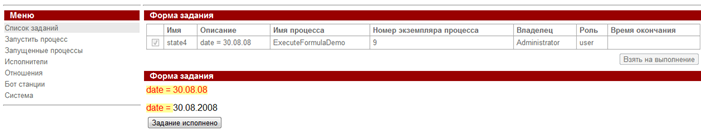 Меню
Список заданий
Запустить процесс
Запущенные процессы
Исполнители
Отношения
Бот станции
Система
Форма задания
Имя Описание Имя процесса Номер экземпляра процесса Владелец Роль Время окончания
state4 date = 30.08.08 ExecuteFormulaDemo 9 Administrator user
Взять на выполнение
Форма задания
date = 30.08.08
date = 30.08.2008
Задание исполнено